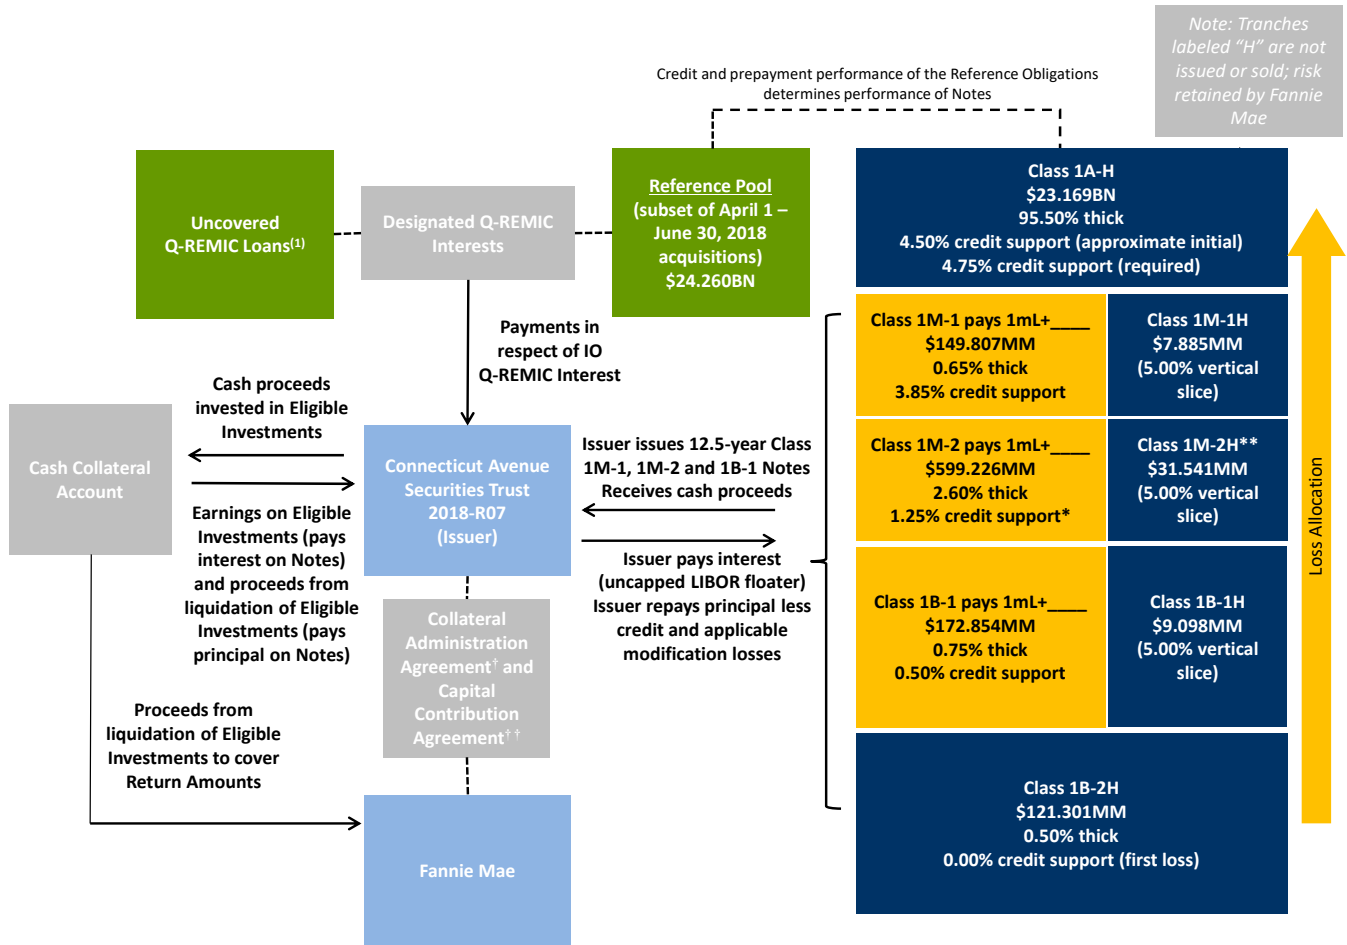 Note: Tranches
labeled “H” are not
issued or sold; risk
retained by Fannie
Mae
Credit and prepayment performance of the Reference Obligations
determines performance of Notes
Uncovered
Q-REMIC Loans(1)
Designated Q-REMIC
Interests
Reference Pool
(subset of April 1 –
June 30, 2018
acquisitions)
$24.260BN
Class 1A-H
$23.169BN
95.50% thick
4.50% credit support (approximate initial)
4.75% credit support (required)
Payments in
respect of IO
Q-REMIC Interest
Class 1M-1 pays 1mL+____
$149.807MM
0.65% thick
3.85% credit support
Class 1M-1H
$7.885MM
(5.00% vertical
slice)
Cash proceeds
invested in Eligible
Investments
Cash Collateral
Account
Connecticut Avenue
Securities Trust
2018-R07
(Issuer)
Issuer issues 12.5-year Class
1M-1, 1M-2 and 1B-1 Notes
Receives cash proceeds
Class 1M-2 pays 1mL+____
$599.226MM
2.60% thick
1.25% credit support*
Class 1M-2H**
$31.541MM
(5.00% vertical
slice)
Loss Allocation
Earnings on Eligible
Investments (pays
interest on Notes)
and proceeds from
liquidation of Eligible
Investments (pays
principal on Notes)
Issuer pays interest
(uncapped LIBOR floater)
Issuer repays principal less
credit and applicable
modification losses
Class 1B-1 pays 1mL+____
$172.854MM
0.75% thick
0.50% credit support
Class 1B-1H
$9.098MM
(5.00% vertical
slice)
Collateral
Administration
Agreement† and
Capital
Contribution
Agreement††
Proceeds from
liquidation of Eligible
Investments to cover
Return Amounts
Class 1B-2H
$121.301MM
0.50% thick
0.00% credit support (first loss)
Fannie Mae